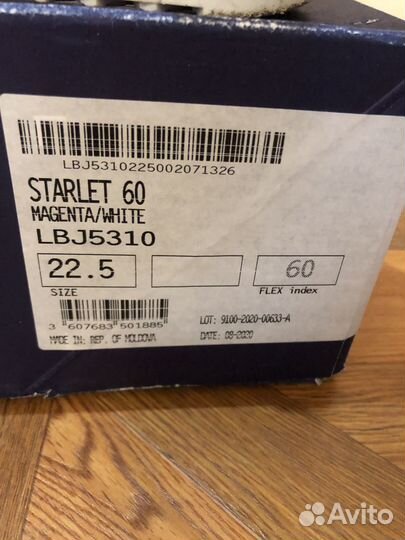 LBJ5310225002071326
STARLET 60
MAGENTA/WHITE
LBJ5310
22.5 60
SIZE FLEX index
3 607683 501885
LOT: 9100-2020-00633-A
MADE IN: REP. OF MOLDOVA
DATE: 08-2020
Avito